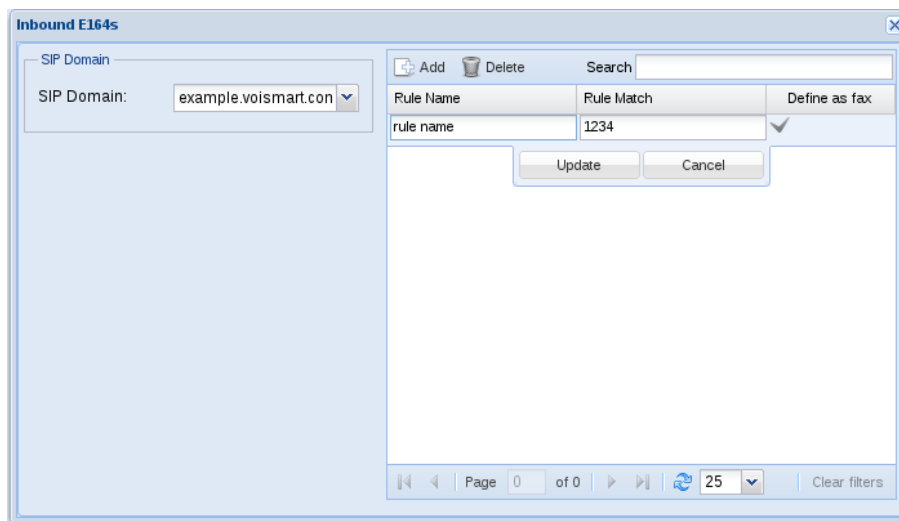 Inbound E164s
SIP Domain
SIP Domain: example.voismart.con
Add Delete Search
Rule Name Rule Match Define as fax
rule name 1234
Update Cancel
Page 0 of 0 25 Clear filters